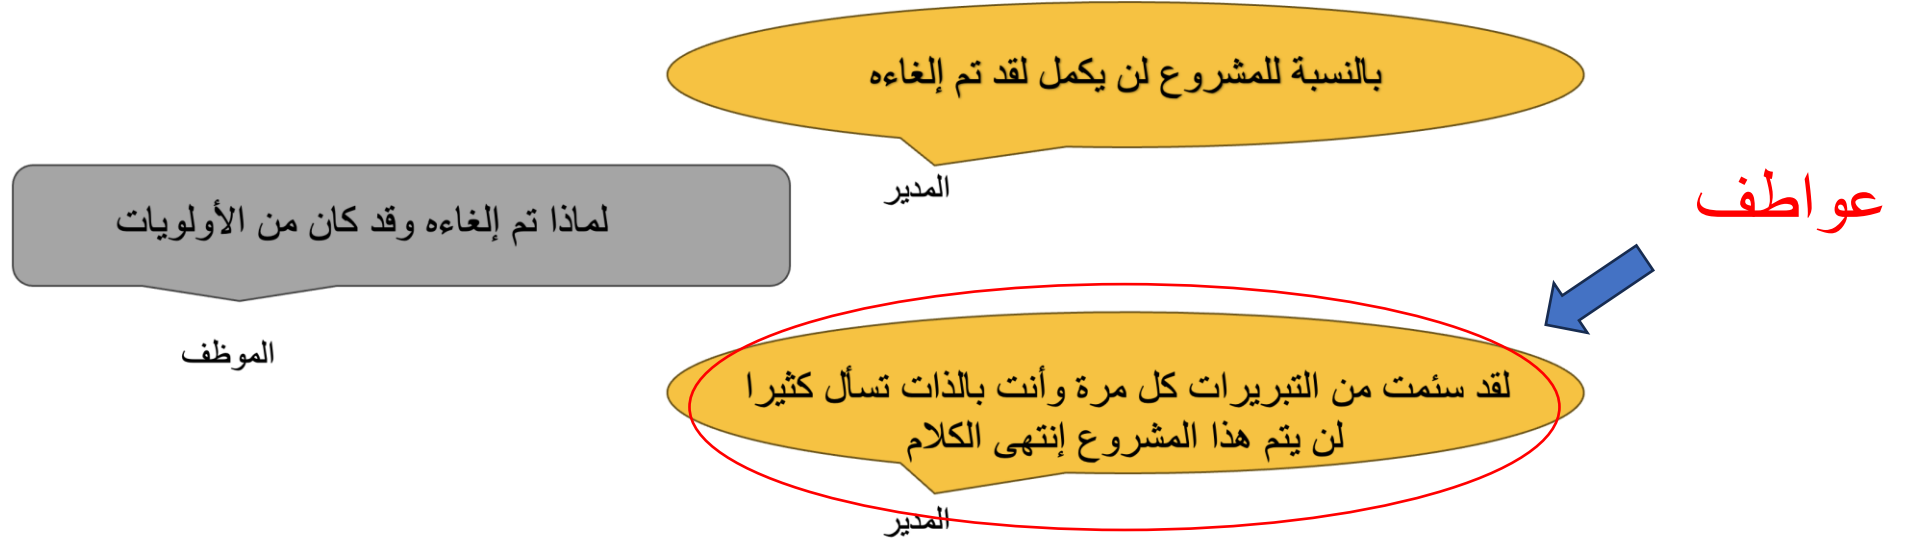 بالنسبة للمشروع لن يكمل لقد تم إلغاءه
المدير
لماذا تم إلغاءه وقد كان من الأولويات
الموظف
عواطف
لقد سئمت من التبريرات كل مرة وأنت بالذات تسأل كثيرا
لن يتم هذا المشروع إنتهى الكلام
المدير